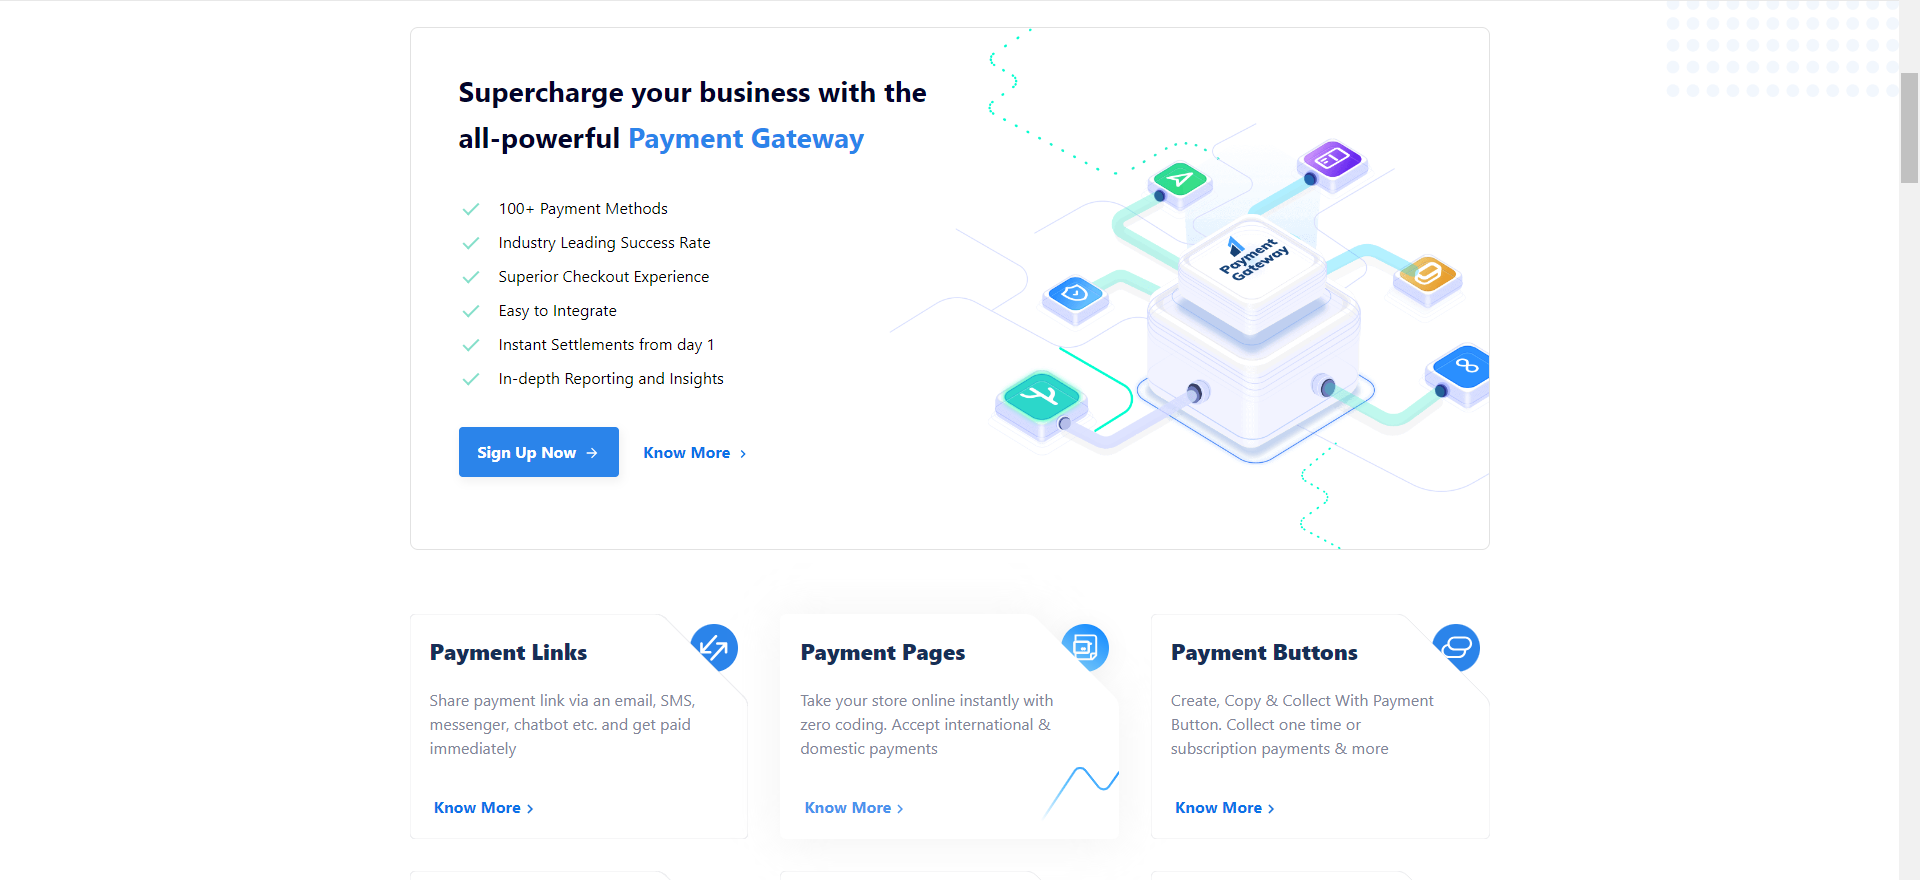 Supercharge your business with the
all-powerful Payment Gateway
100+ Payment Methods
Industry Leading Success Rate
Superior Checkout Experience
Easy to Integrate
Instant Settlements from day 1
In-depth Reporting and Insights
Sign Up Now
Know More
Payment
Gateway
Payment Links
Share payment link via an email, SMS,
messenger, chatbot etc. and get paid
immediately
Know More
Payment Pages
Take your store online instantly with
zero coding. Accept international &
domestic payments
Know More
Payment Buttons
Create, Copy & Collect With Payment
Button. Collect one time or
subscription payments & more
Know More